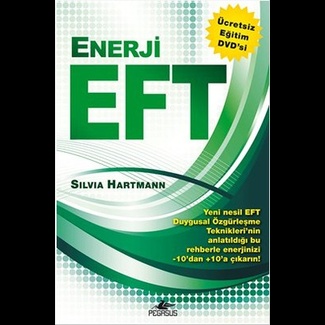 Ücretsiz
Eğitim
DVD'si
ENERJİ
EFT
SILVIA HARTMANN
Yeni nesil EFT
Duygusal Özgürleşme
Teknikleri'nin
anlatıldığı bu
rehberle enerjinizi
-10'dan +10'a çıkarın!
PEGASUS